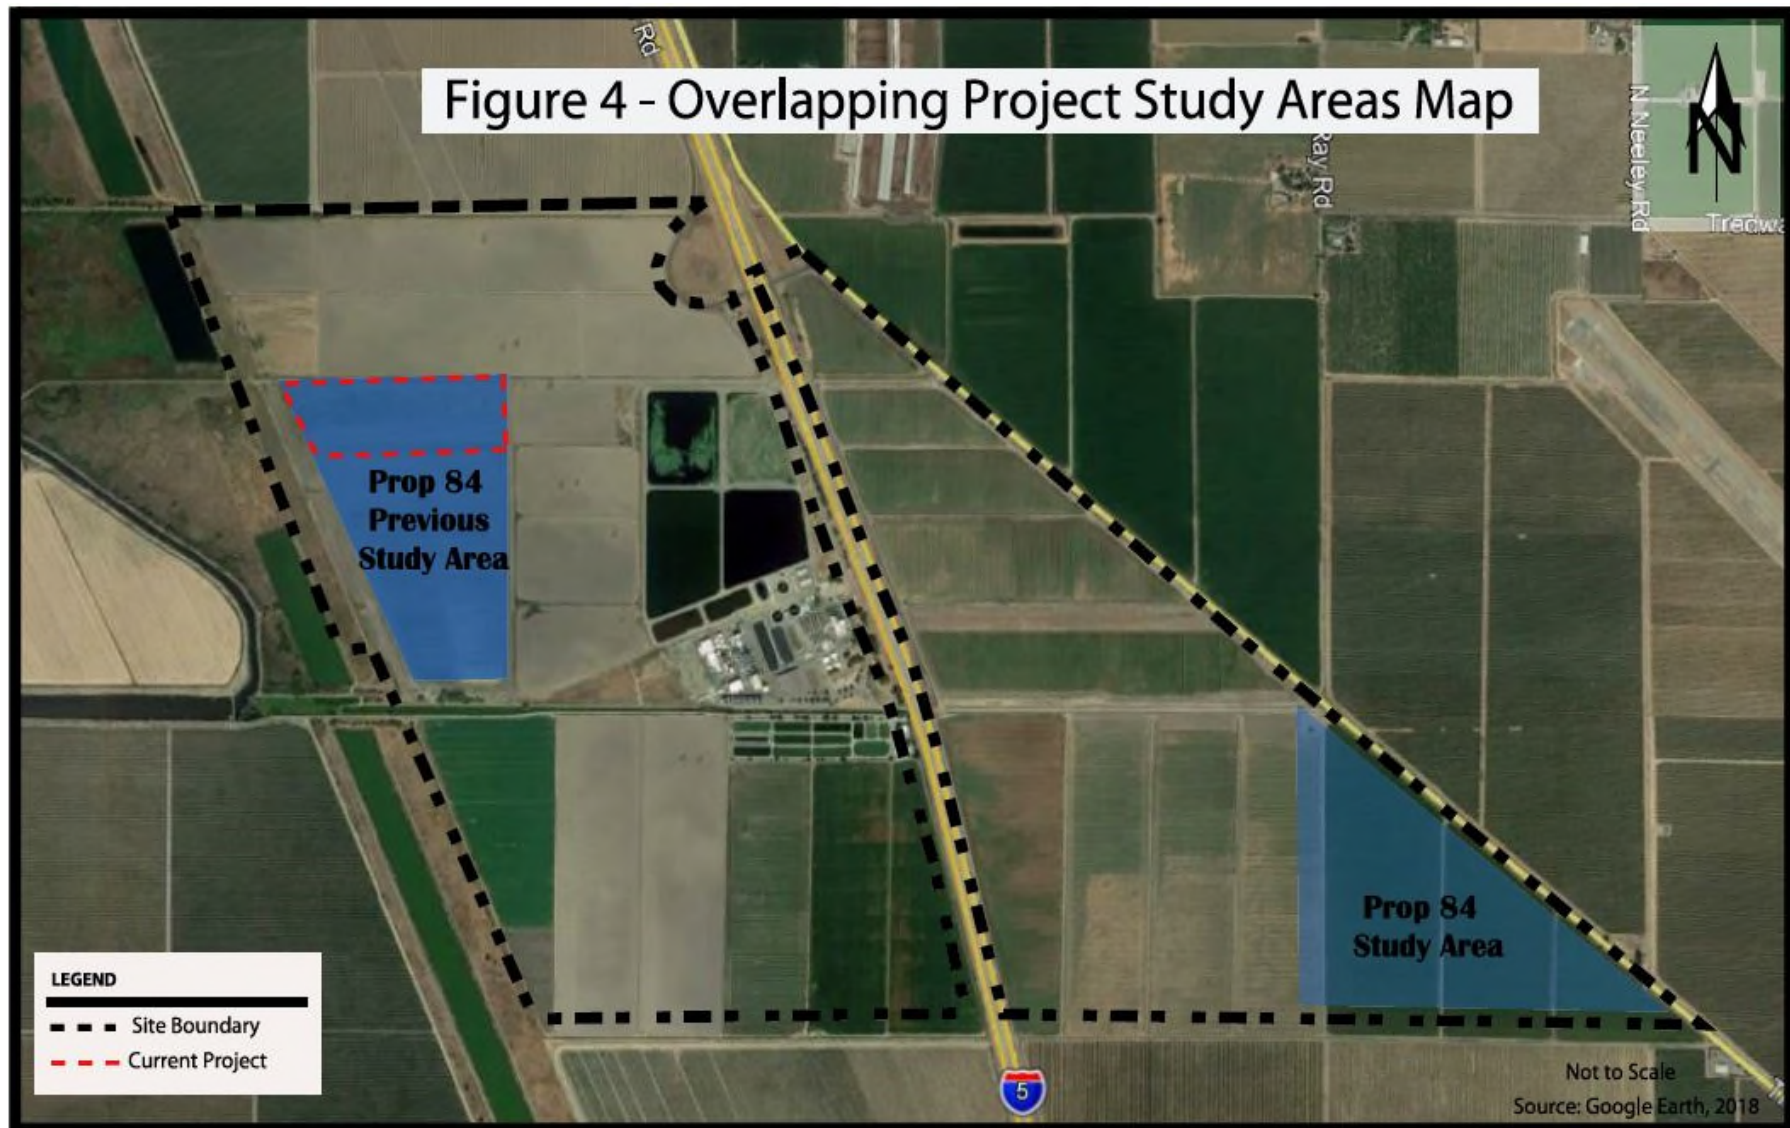 Rd
Figure 4 - Overlapping Project Study Areas Map
Ray Rd
N Neeley Rd
N
Prop 84
Previous
Study Area
Prop 84
Study Area
LEGEND
Site Boundary
Current Project
5
Not to Scale
Source: Google Earth, 2018